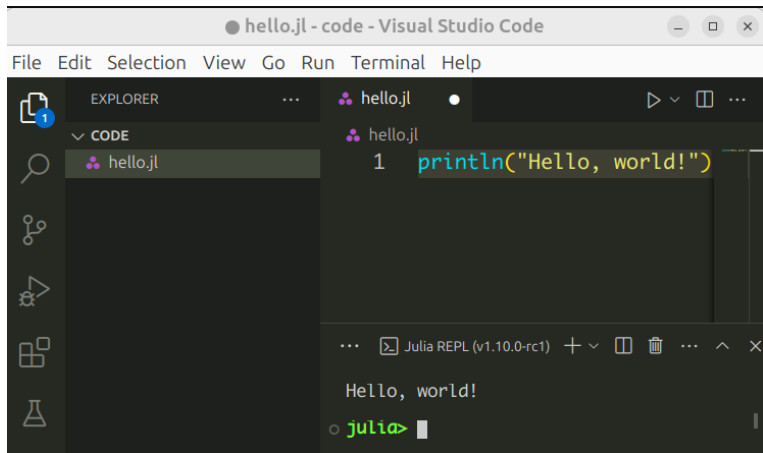 ● hello.jl - code - Visual Studio Code
File Edit Selection View Go Run Terminal Help
EXPLORER
hello.jl
CODE
hello.jl
hello.jl
1 println("Hello, world!")
1
Julia REPL (v1.10.0-rc1)
Hello, world!
julia>